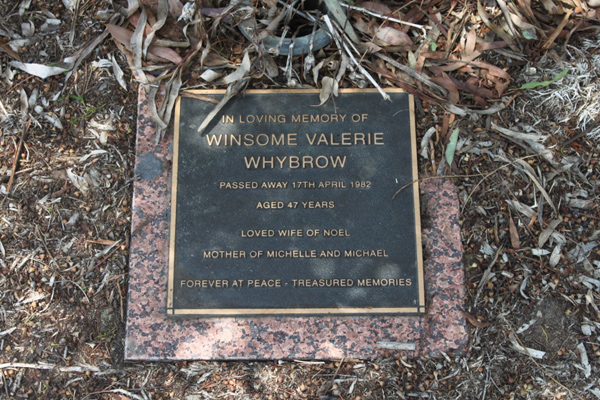 IN LOVING MEMORY OF
WINSOME VALERIE
WHYBROW
PASSED AWAY 17TH APRIL 1982
AGED 47 YEARS
LOVED WIFE OF NOEL
MOTHER OF MICHELLE AND MICHAEL
FOREVER AT PEACE - TREASURED MEMORIES